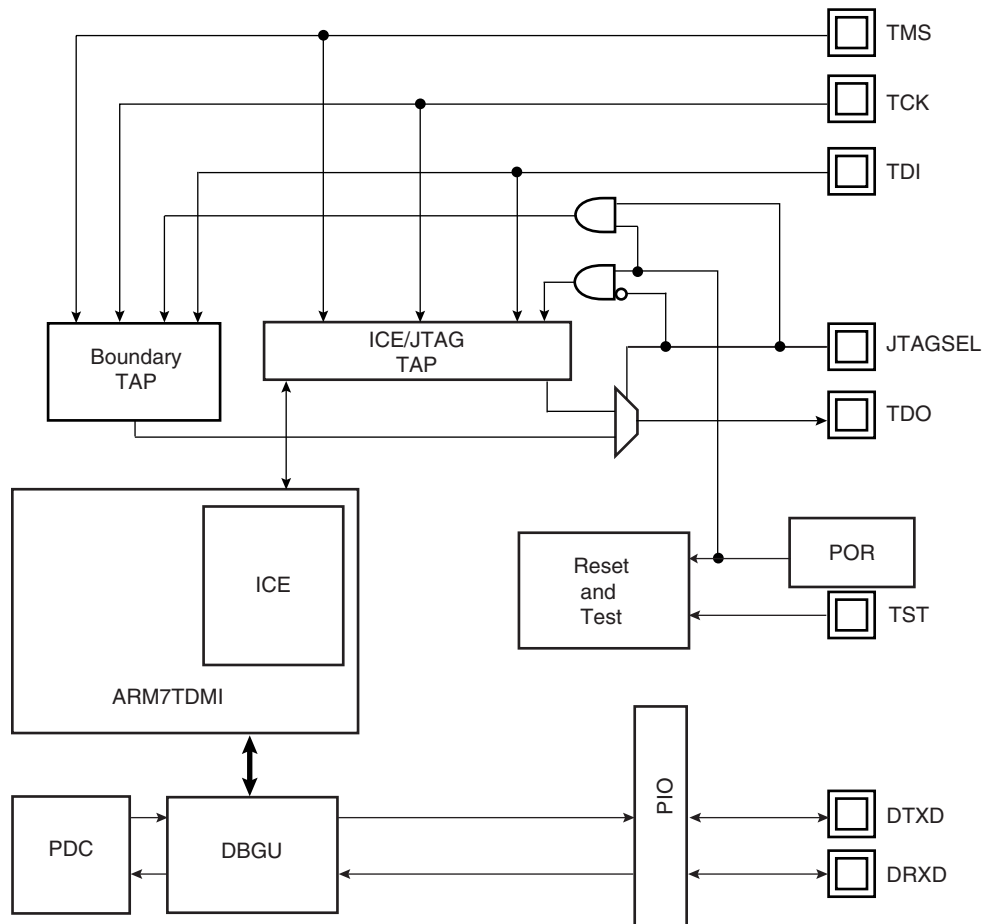 TMS
TCK
TDI
Boundary
TAP
ICE/JTAG
TAP
JTAGSEL
TDO
POR
Reset
and
Test
TST
ICE
ARM7TDMI
PIO
PDC
DBGU
DTXD
DRXD